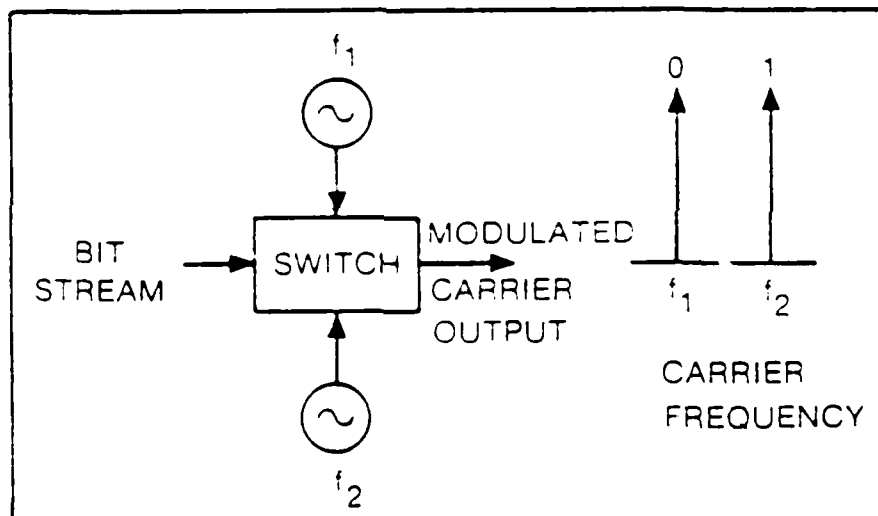 f1
0 1
BIT
STREAM
SWITCH
MODULATED
CARRIER
OUTPUT
f1 f2
CARRIER
FREQUENCY
f2